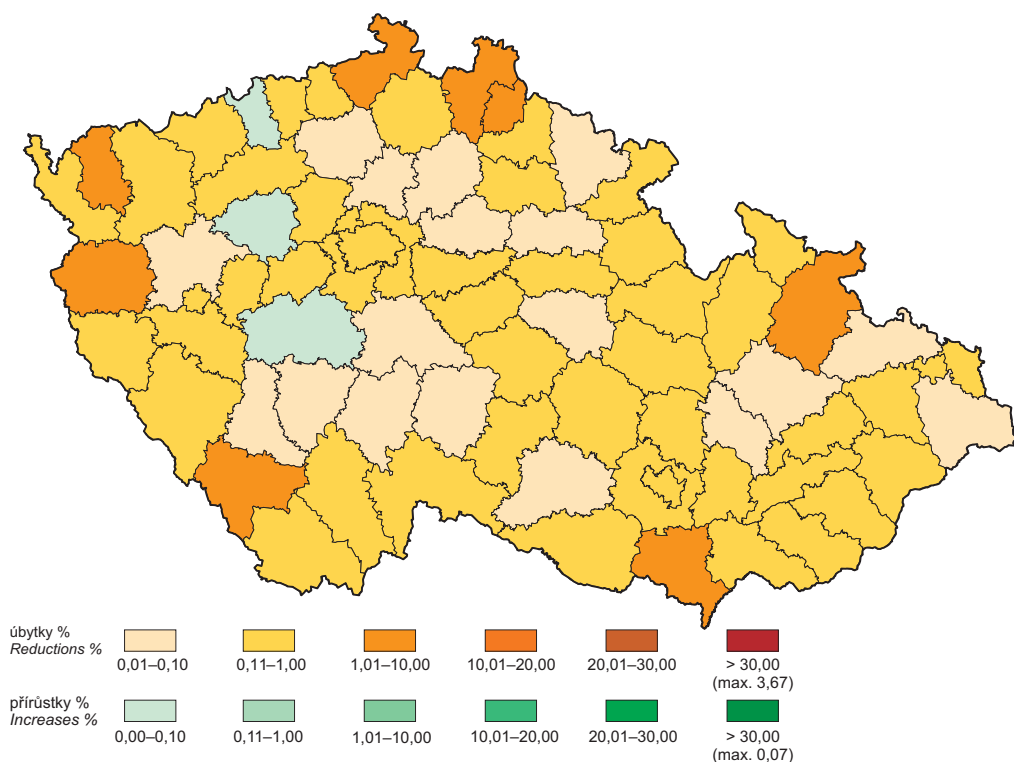 úbytky %
Reductions %
0,01–0,10
0,11–1,00
1,01–10,00
10,01–20,00
20,01–30,00
> 30,00
(max. 3,67)
přírůstky %
Increases %
0,00–0,10
0,11–1,00
1,01–10,00
10,01–20,00
20,01–30,00
> 30,00
(max. 0,07)